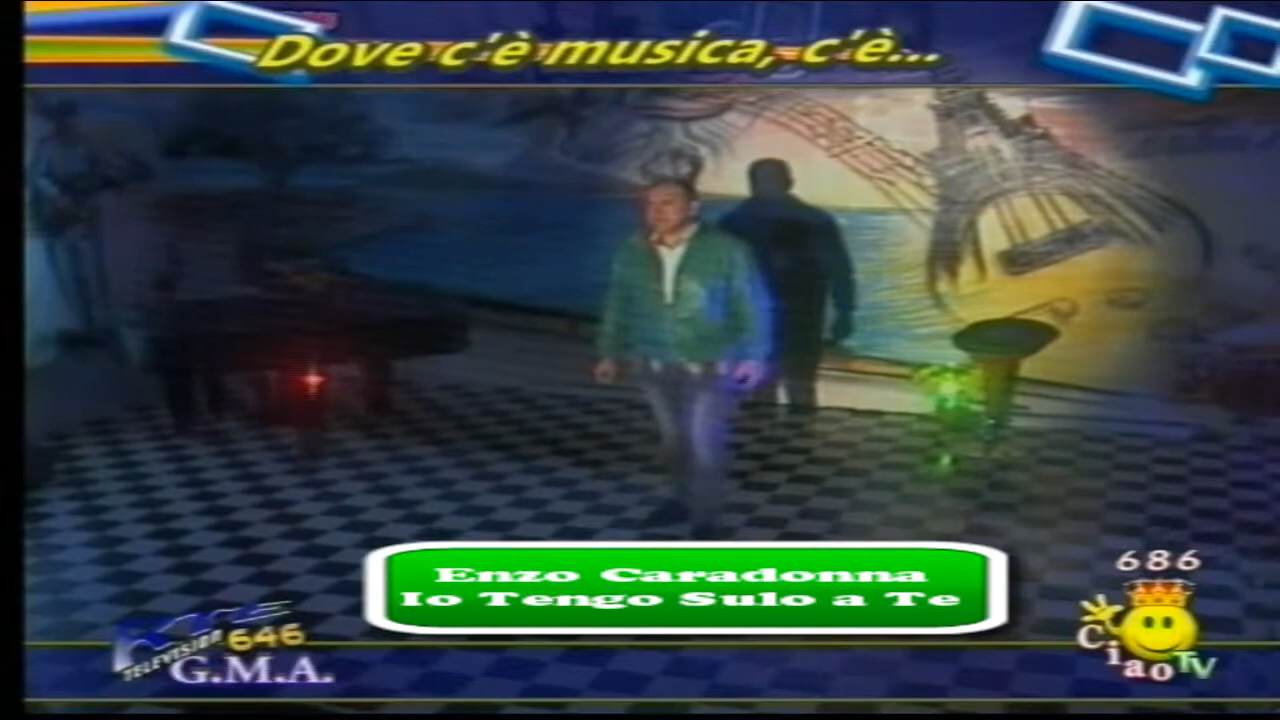 Dove c'è musica, c'è...
686
Enzo Caradonna
Io Tengo Sulo a Te
646
TELEVISION
G.M.A.
Ciao TV